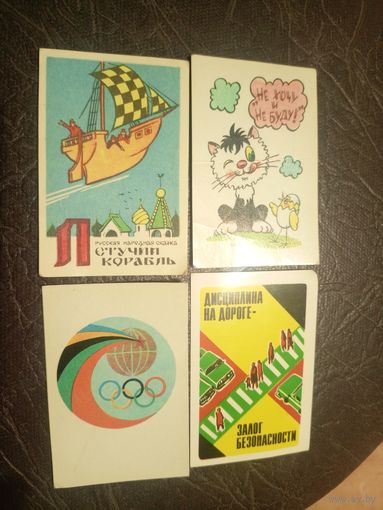 РУССКАЯ НАРОДНАЯ СКАЗКА
ЛЕТУЧИЙ
КОРАБЛЬ
"НЕ ХОЧУ
И
НЕ БУДУ!"
ДИСЦИПЛИНА
НА ДОРОГЕ-
ЗАЛОГ
БЕЗОПАСНОСТИ